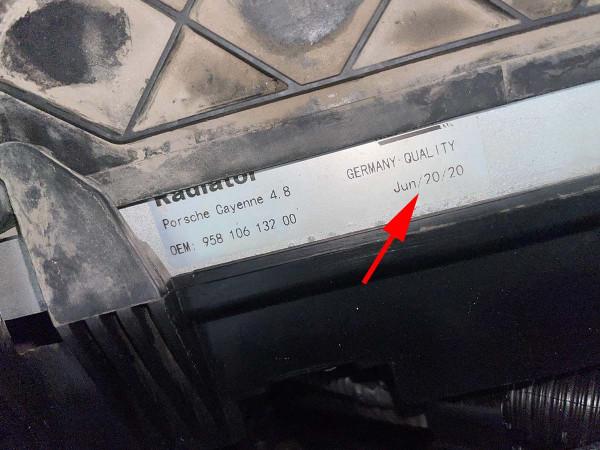 Radiator
Porsche Cayenne 4.8
OEM: 958 106 132 00
GERMANY·QUALITY
Jun/20/20